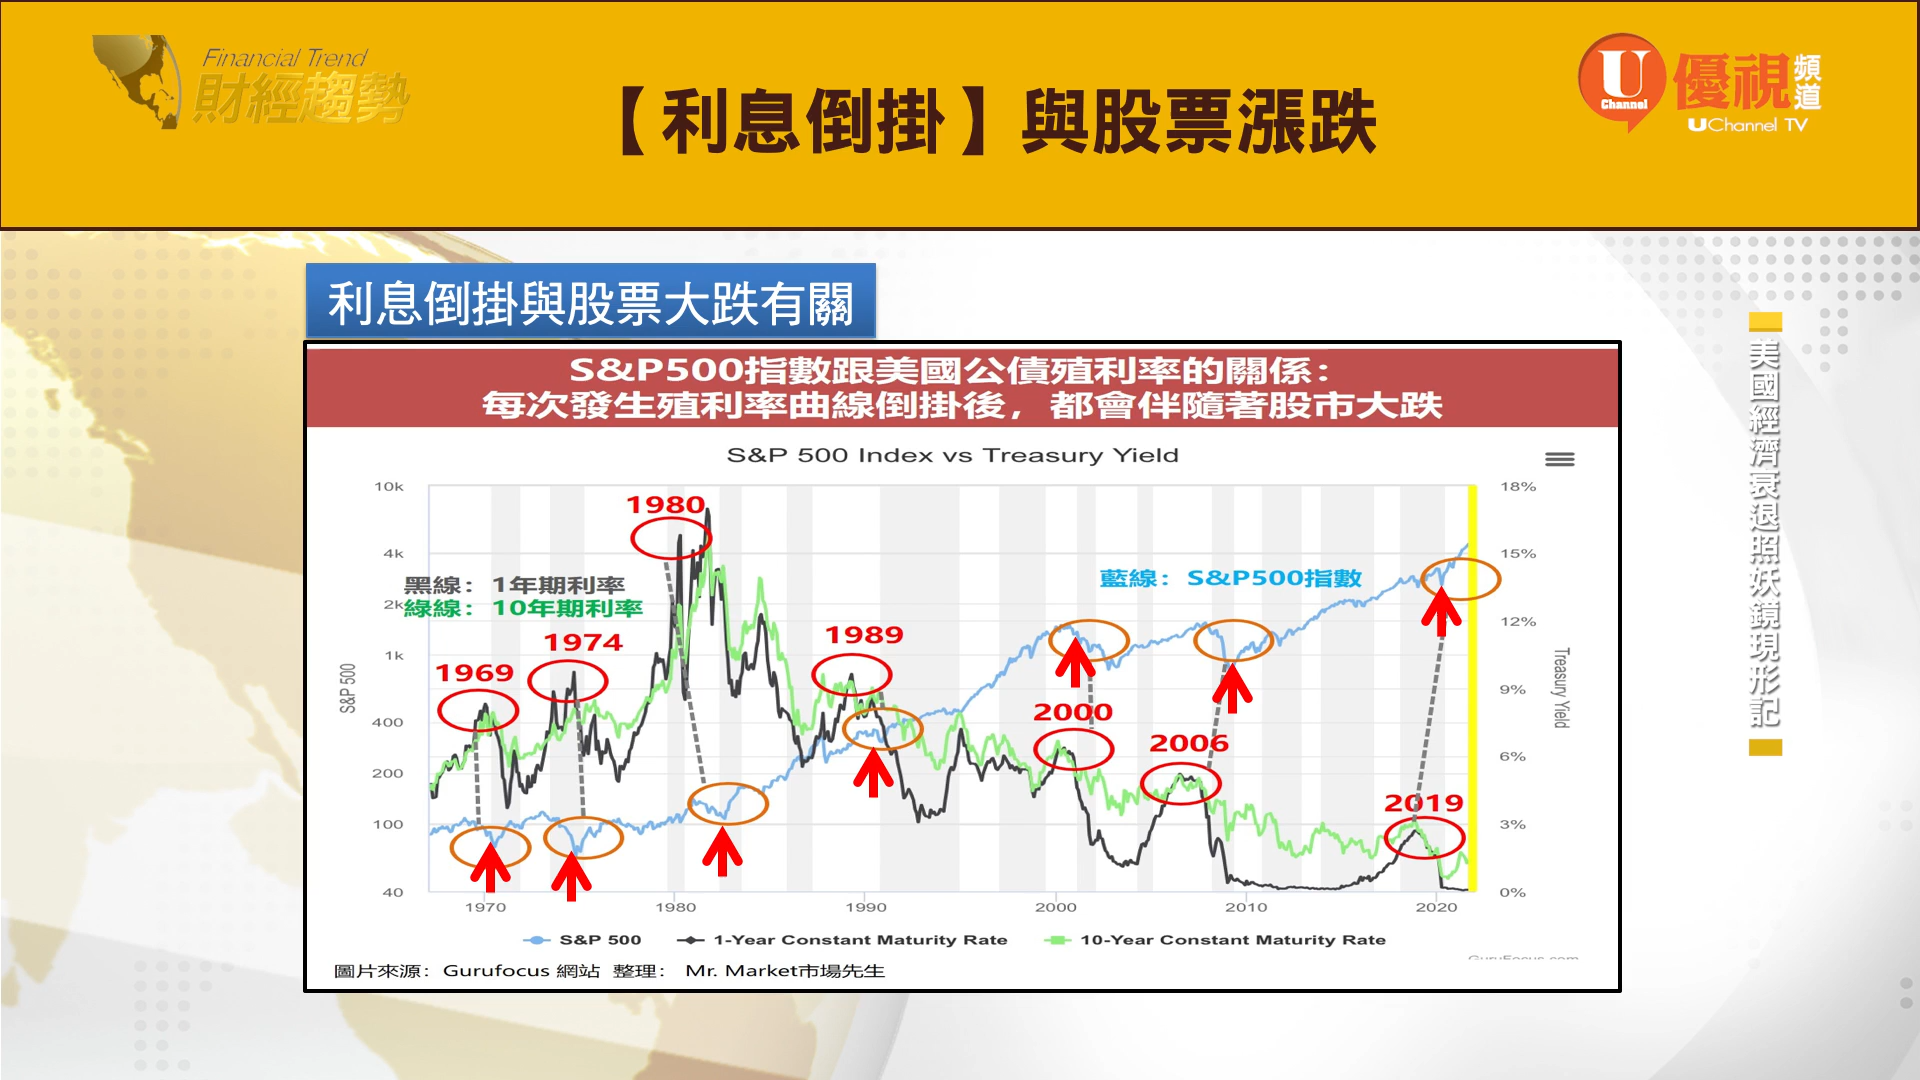 Financial Trend
財經趨勢
【利息倒掛】與股票漲跌
U
Channel
優視頻道
UChannel TV
利息倒掛與股票大跌有關
S&P500指數跟美國公債殖利率的關係：
每次發生殖利率曲線倒掛後，都會伴隨著股市大跌
S&P 500 Index vs Treasury Yield
10k
4k
2k
1k
400
200
100
40
S&P 500
18%
15%
12%
9%
6%
3%
0%
Treasury Yield
黑線：1年期利率
綠線：10年期利率
藍線：S&P500指數
1969
1974
1980
1989
2000
2006
2019
1970
1980
1990
2000
2010
2020
S&P 500
1-Year Constant Maturity Rate
10-Year Constant Maturity Rate
GuruFocus.com
圖片來源：Gurufocus 網站 整理： Mr. Market市場先生
美國經濟衰退照妖鏡現形記